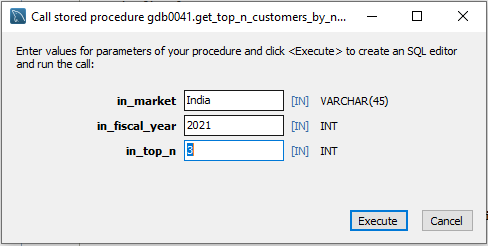 Call stored procedure gdb0041.get_top_n_customers_by_n...
Enter values for parameters of your procedure and click <Execute> to create an SQL editor
and run the call:
in_market India [IN] VARCHAR(45)
in_fiscal_year 2021 [IN] INT
in_top_n 3 [IN] INT
Execute Cancel